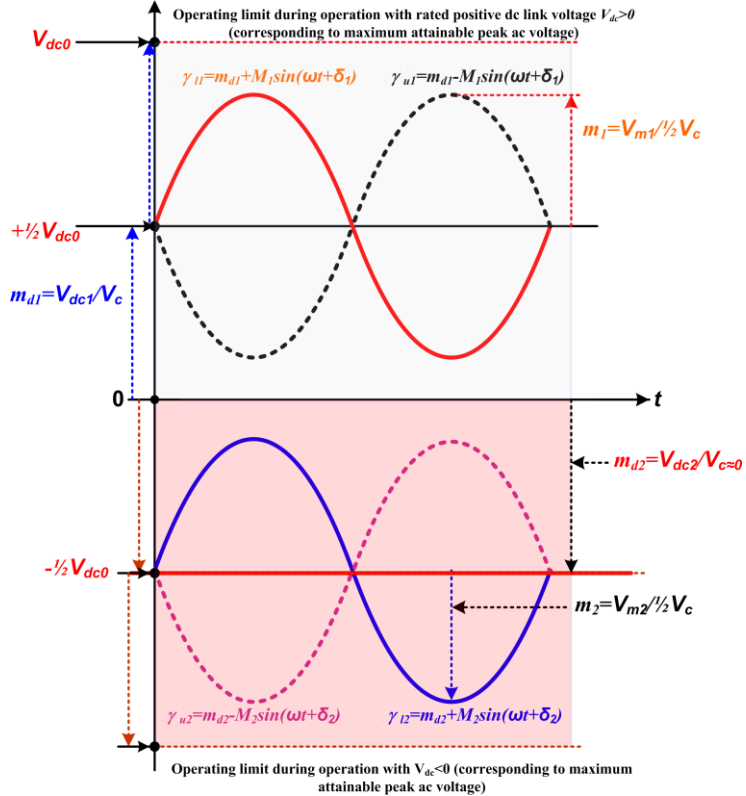 Operating limit during operation with rated positive dc link voltage Vdc>0
(corresponding to maximum attainable peak ac voltage)
Vdc0
γl1=md1+M1sin(ωt+δ1)
γu1=md1-M1sin(ωt+δ1)
m1=Vm1/½Vc
+½Vdc0
md1=Vdc1/Vc
0
t
md2=Vdc2/Vc≈0
-½Vdc0
m2=Vm2/½Vc
γu2=md2-M2sin(ωt+δ2)
γl2=md2+M2sin(ωt+δ2)
Operating limit during operation with Vdc<0 (corresponding to maximum
attainable peak ac voltage)